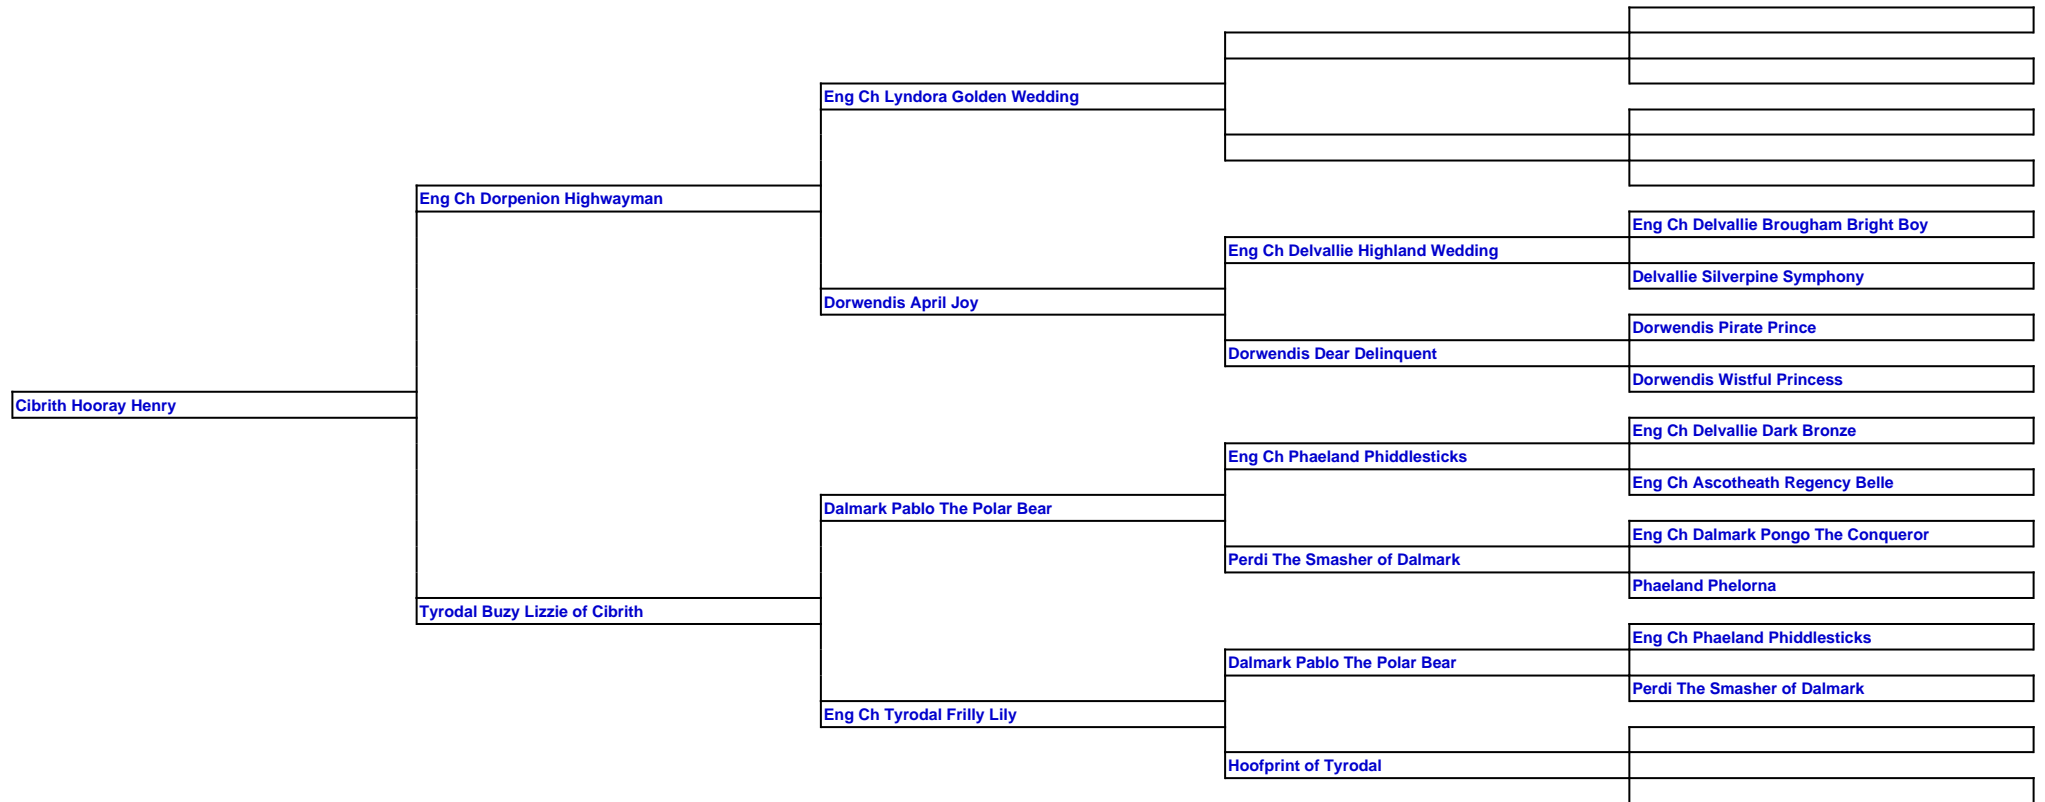 Eng Ch Lyndora Golden Wedding
Eng Ch Dorpenion Highwayman
Eng Ch Delvallie Brougham Bright Boy
Eng Ch Delvallie Highland Wedding
Delvallie Silverpine Symphony
Dorwendis April Joy
Dorwendis Pirate Prince
Dorwendis Dear Delinquent
Dorwendis Wistful Princess
Cibrith Hooray Henry
Eng Ch Delvallie Dark Bronze
Eng Ch Phaeland Phiddlesticks
Eng Ch Ascotheath Regency Belle
Dalmark Pablo The Polar Bear
Eng Ch Dalmark Pongo The Conqueror
Perdi The Smasher of Dalmark
Phaeland Phelorna
Tyrodal Buzy Lizzie of Cibrith
Eng Ch Phaeland Phiddlesticks
Dalmark Pablo The Polar Bear
Perdi The Smasher of Dalmark
Eng Ch Tyrodal Frilly Lily
Hoofprint of Tyrodal